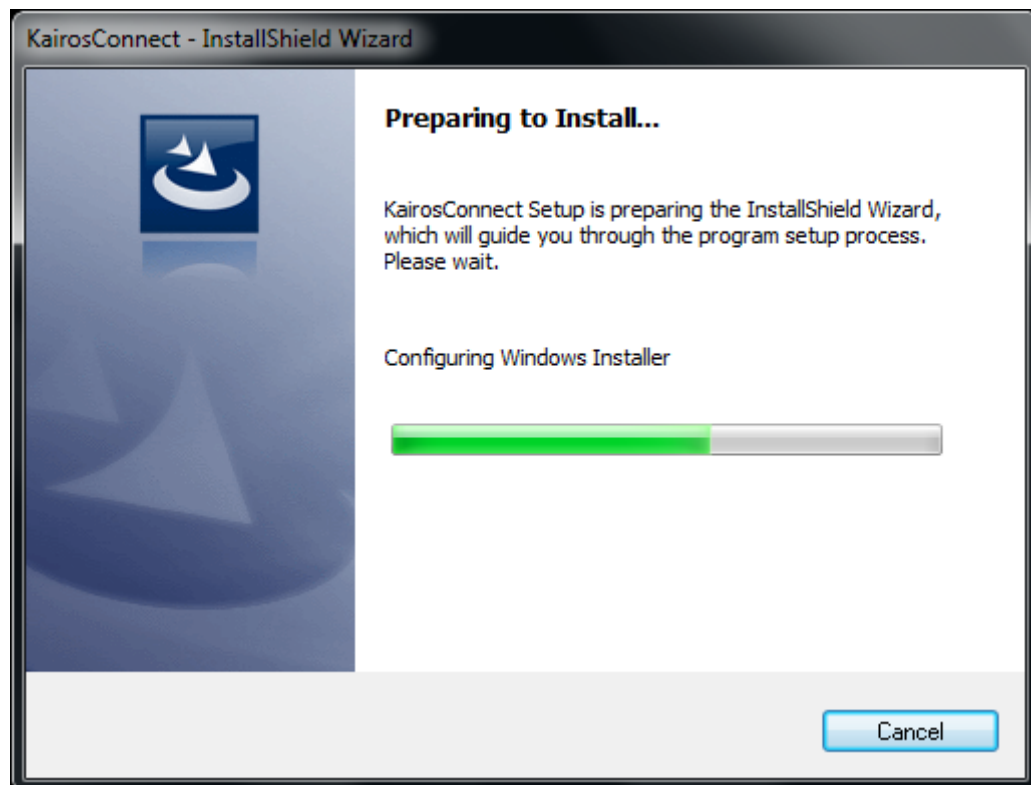 KairosConnect - InstallShield Wizard
Preparing to Install...
KairosConnect Setup is preparing the InstallShield Wizard,
which will guide you through the program setup process.
Please wait.
Configuring Windows Installer
Cancel